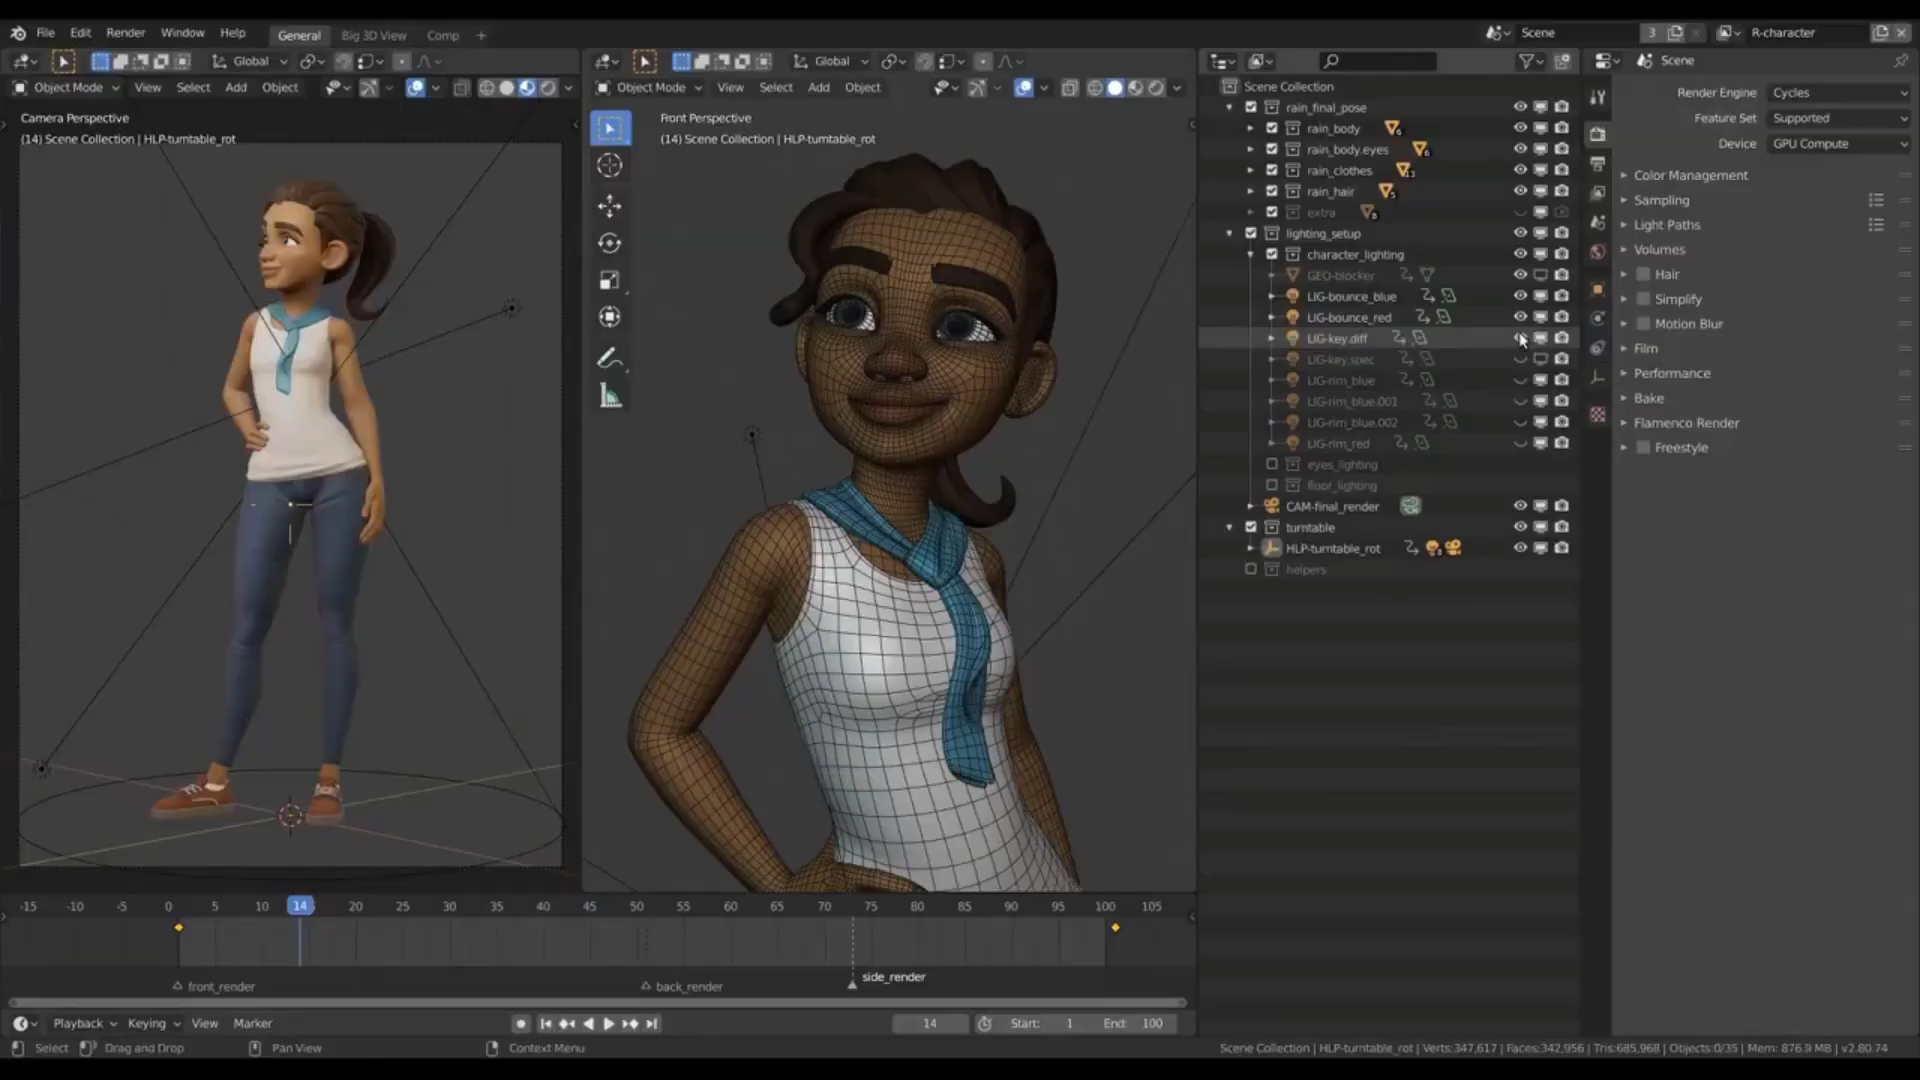 File Edit Render Window Help General Big 3D View Comp + Scene 3 R-character
Global Global Scene
Object Mode View Select Add Object Object Mode View Select Add Object
Camera Perspective
(14) Scene Collection | HLP-turntable_rot
Front Perspective
(14) Scene Collection | HLP-turntable_rot
Scene Collection
rain_final_pose
rain_body 6
rain_body.eyes 6
rain_clothes 13
rain_hair 5
extra 8
lighting_setup
character_lighting
GEO-blocker
LIG-bounce_blue
LIG-bounce_red
LIG-key.diff
LIG-key.spec
LIG-rim_blue
LIG-rim_blue.001
LIG-rim_blue.002
LIG-rim_red
eyes_lighting
floor_lighting
CAM-final_render
turntable
HLP-turntable_rot
helpers
Render Engine Cycles
Feature Set Supported
Device GPU Compute
Color Management
Sampling
Light Paths
Volumes
Hair
Simplify
Motion Blur
Film
Performance
Bake
Flamenco Render
Freestyle
-15 -10 -5 0 5 10 14 20 25 30 35 40 45 50 55 60 65 70 75 80 85 90 95 100 105
side_render
front_render back_render
Playback Keying View Marker 14 Start: 1 End: 100
Select Drag and Drop Pan View Context Menu Scene Collection | HLP-turntable_rot | Verts:347,617 | Faces:342,956 | Tris:685,968 | Objects:0/35 | Mem: 876.9 MB | v2.80.74